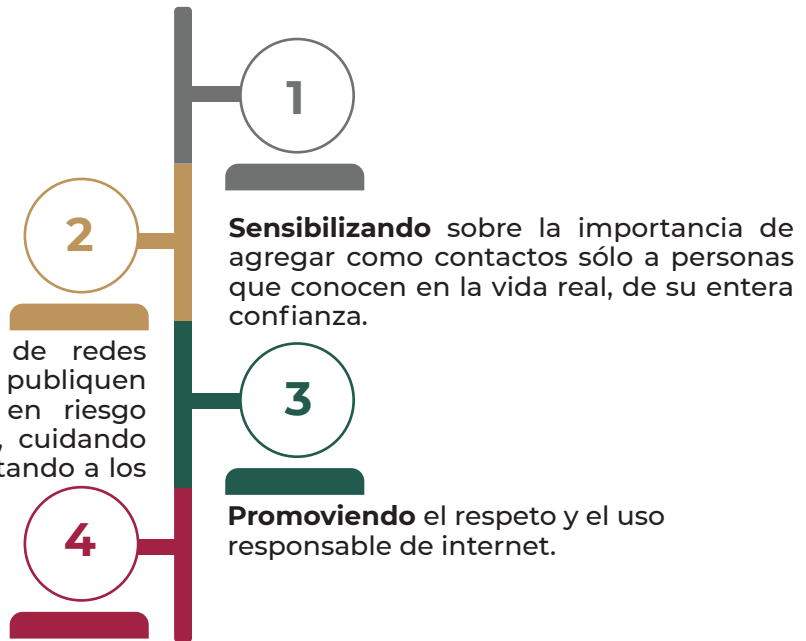 1
Sensibilizando sobre la importancia de
agregar como contactos sólo a personas
que conocen en la vida real, de su entera
confianza.
2
de redes
publiquen
en riesgo
, cuidando
tando a los
3
Promoviendo el respeto y el uso
responsable de internet.
4